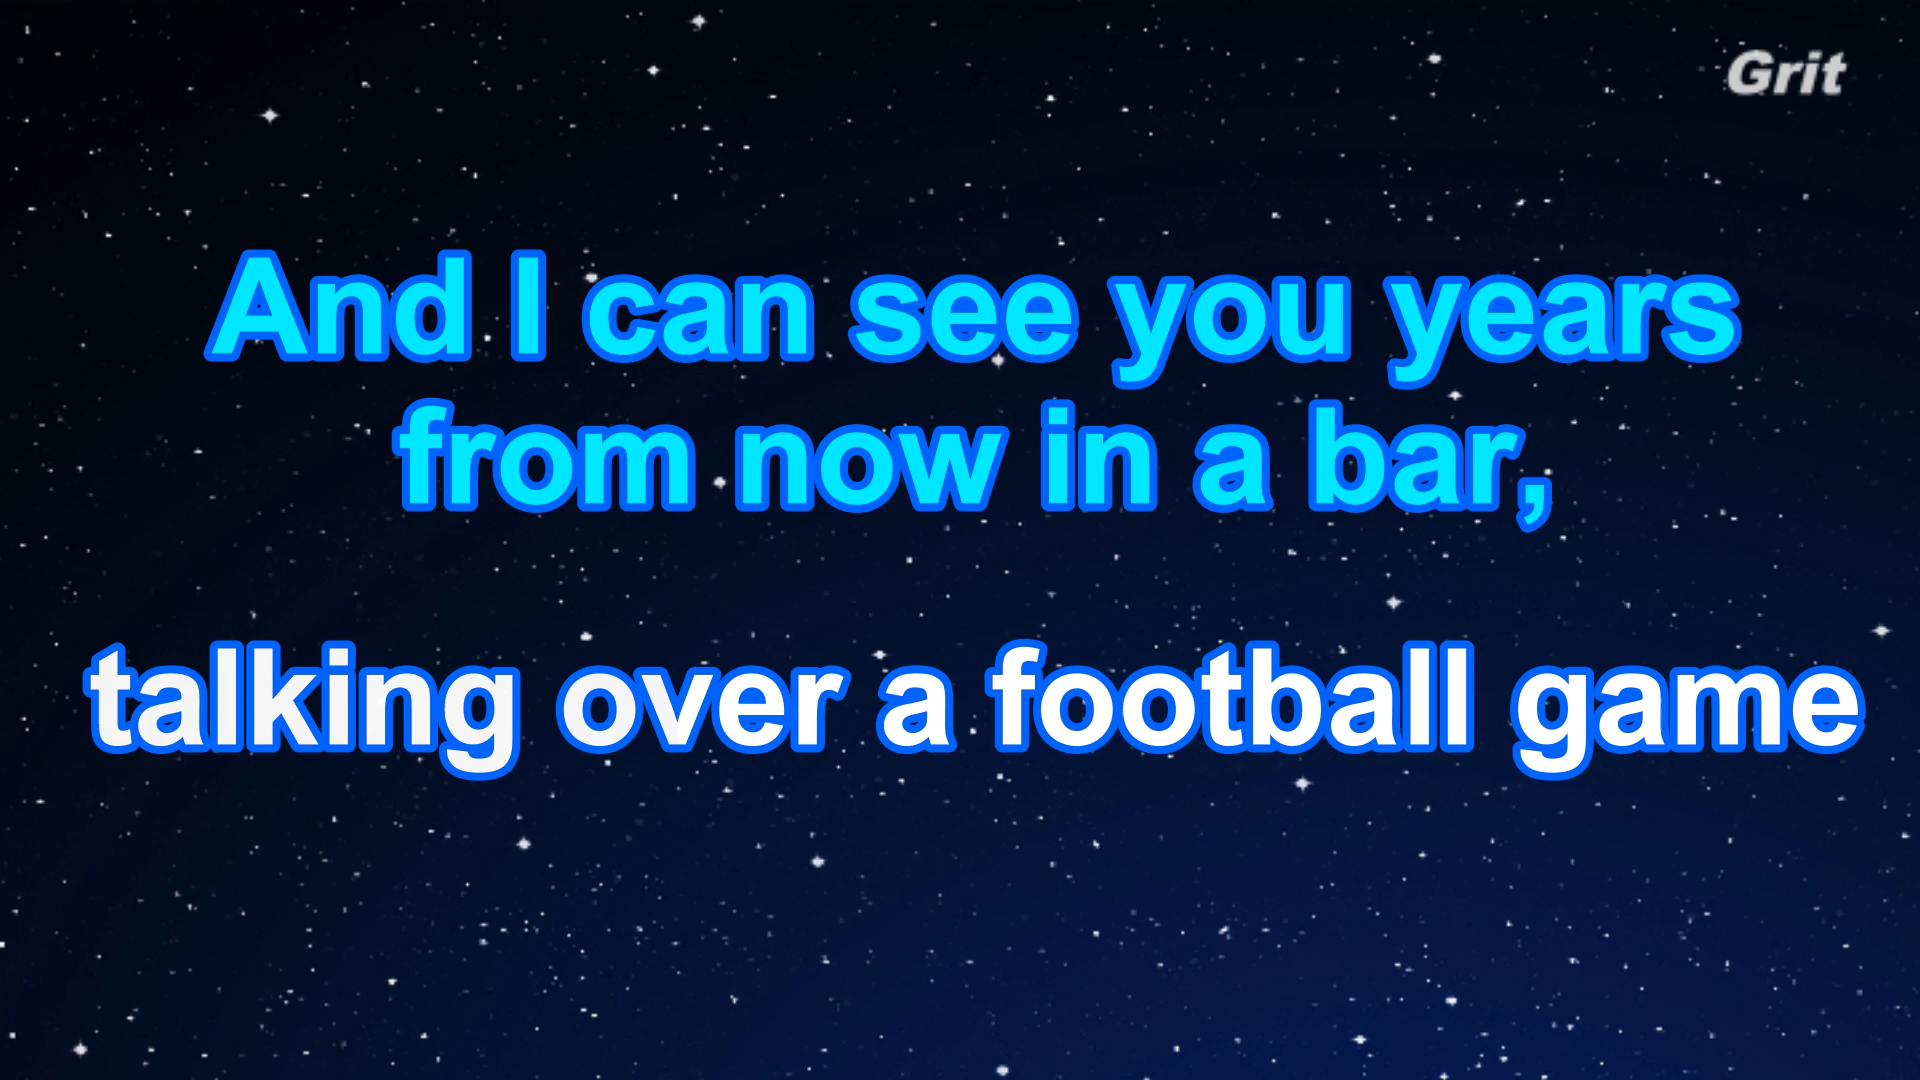 Grit
And I can see you years
from now in a bar,
talking over a football game